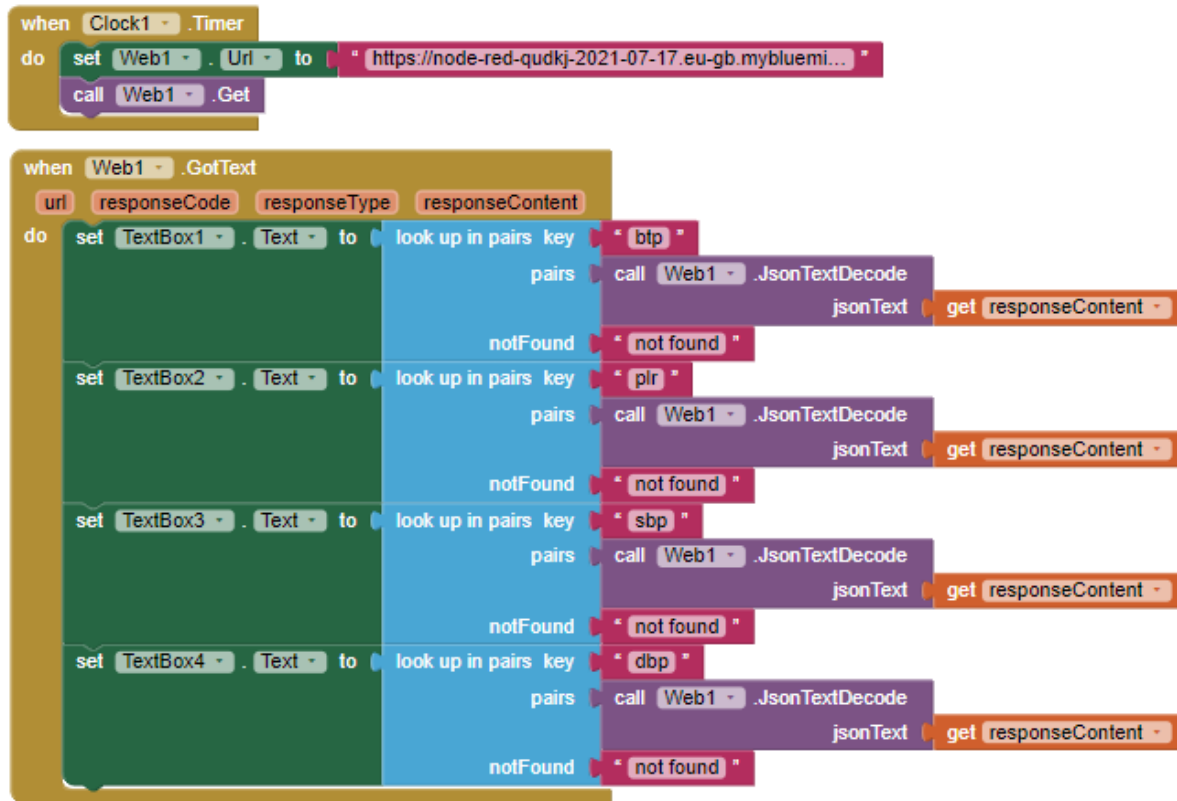 when Clock1 .Timer
do set Web1 . Url to " https://node-red-qudkj-2021-07-17.eu-gb.mybluemi... "
call Web1 .Get
when Web1 .GotText
url responseCode responseType responseContent
do set TextBox1 . Text to look up in pairs key " btp "
pairs call Web1 .JsonTextDecode
jsonText get responseContent
notFound " not found "
set TextBox2 . Text to look up in pairs key " plr "
pairs call Web1 .JsonTextDecode
jsonText get responseContent
notFound " not found "
set TextBox3 . Text to look up in pairs key " sbp "
pairs call Web1 .JsonTextDecode
jsonText get responseContent
notFound " not found "
set TextBox4 . Text to look up in pairs key " dbp "
pairs call Web1 .JsonTextDecode
jsonText get responseContent
notFound " not found "